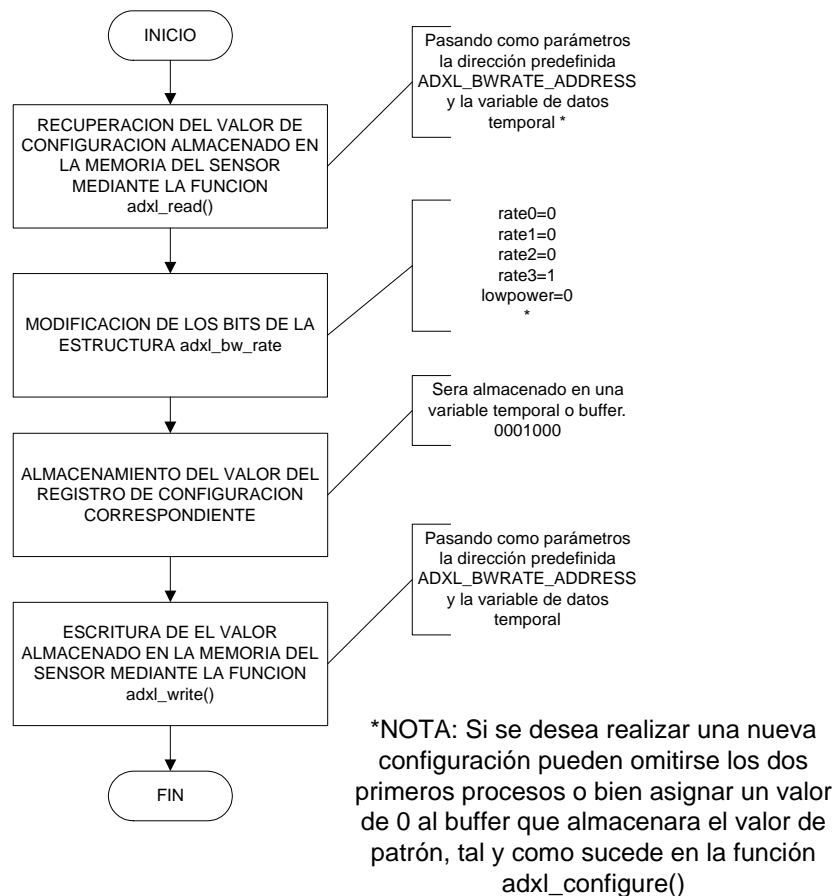 INICIO
Pasando como parámetros
la dirección predefinida
ADXL_BWRATE_ADDRESS
y la variable de datos
temporal *
RECUPERACION DEL VALOR DE
CONFIGURACION ALMACENADO EN
LA MEMORIA DEL SENSOR
MEDIANTE LA FUNCION
adxl_read()
rate0=0
rate1=0
rate2=0
rate3=1
lowpower=0
*
MODIFICACION DE LOS BITS DE LA
ESTRUCTURA adxl_bw_rate
Sera almacenado en una
variable temporal o buffer.
0001000
ALMACENAMIENTO DEL VALOR DEL
REGISTRO DE CONFIGURACION
CORRESPONDIENTE
Pasando como parámetros
la dirección predefinida
ADXL_BWRATE_ADDRESS
y la variable de datos
temporal
ESCRITURA DE EL VALOR
ALMACENADO EN LA MEMORIA DEL
SENSOR MEDIANTE LA FUNCION
adxl_write()
FIN
*NOTA: Si se desea realizar una nueva
configuración pueden omitirse los dos
primeros procesos o bien asignar un valor
de 0 al buffer que almacenara el valor de
patrón, tal y como sucede en la función
adxl_configure()